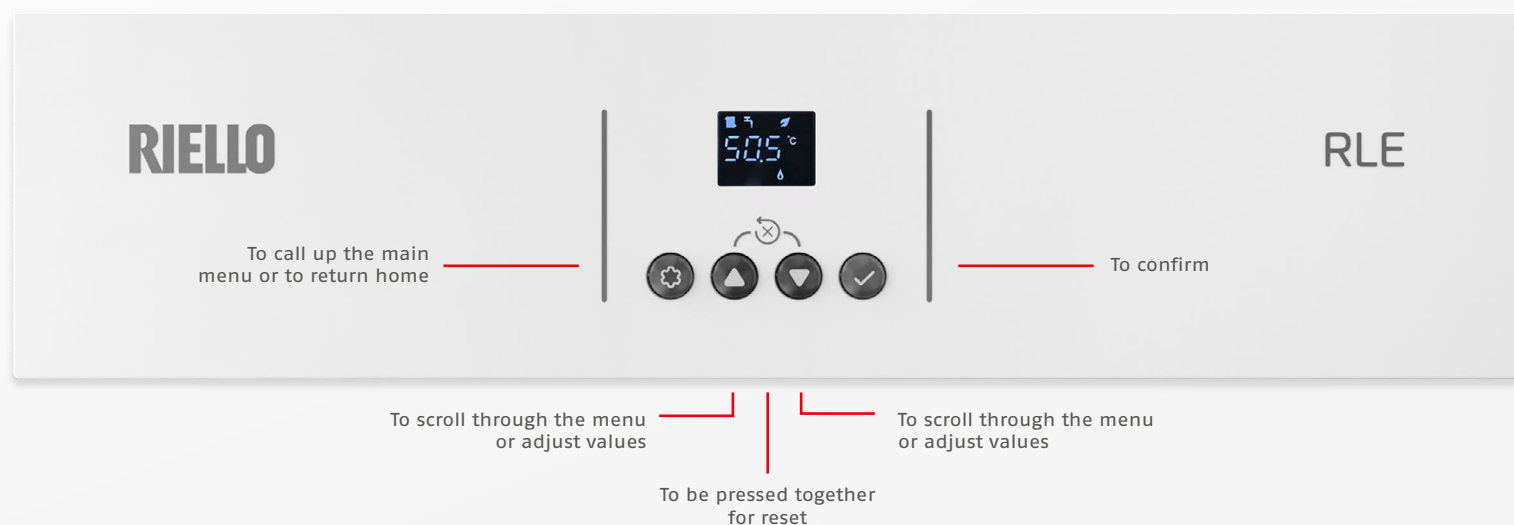 RIELLO
50.5 °C
RLE
To call up the main
menu or to return home
To confirm
To scroll through the menu
or adjust values
To scroll through the menu
or adjust values
To be pressed together
for reset